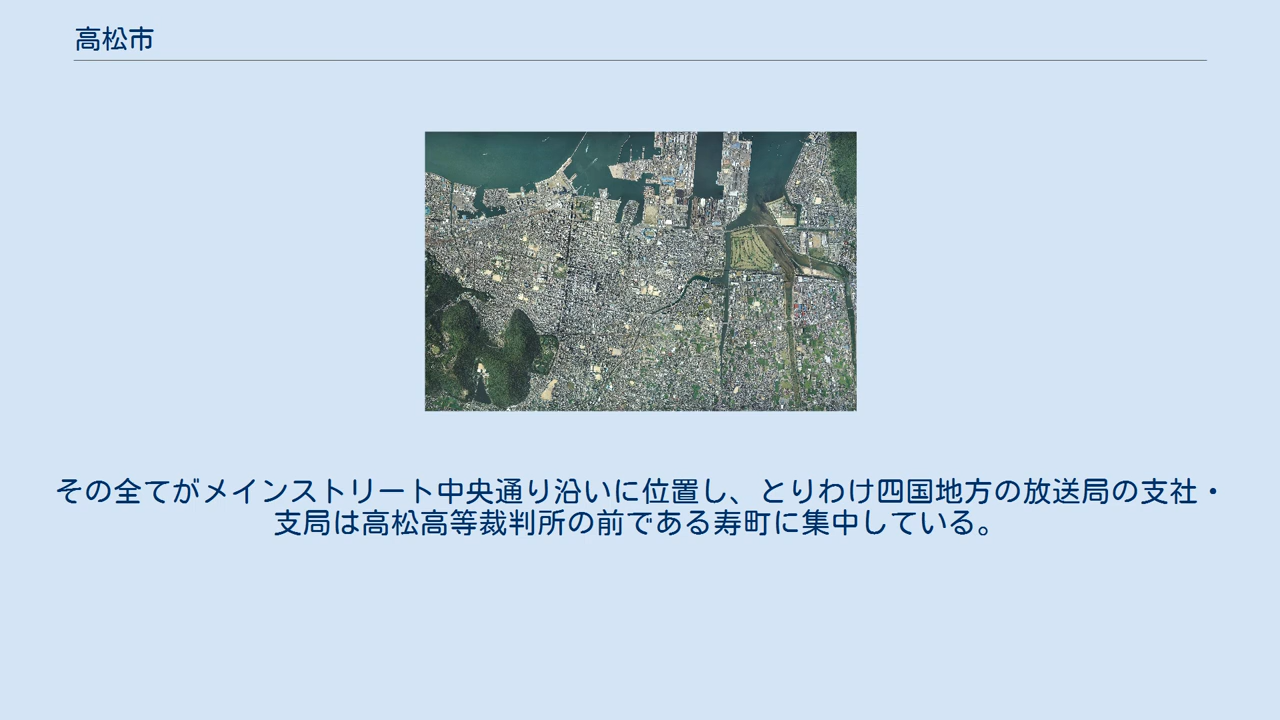 高松市
その全てがメインストリート中央通り沿いに位置し、とりわけ四国地方の放送局の支社・
支局は高松高等裁判所の前である寿町に集中している。